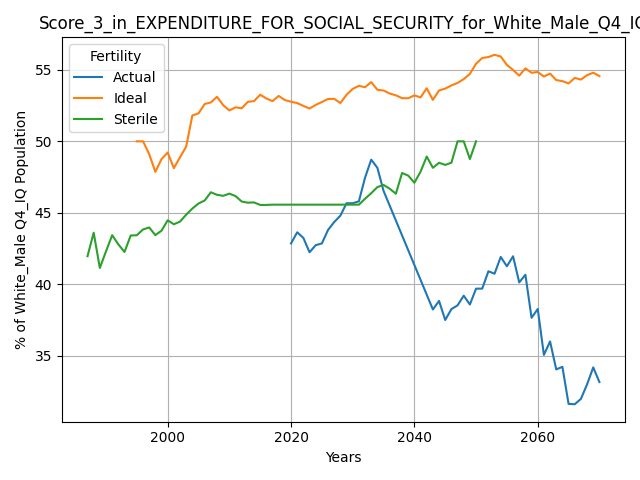 Score_3_in_EXPENDITURE_FOR_SOCIAL_SECURITY_for_White_Male_Q4_IQ
Fertility
Actual
Ideal
Sterile
% of White_Male Q4_IQ Population
55
50
45
40
35
2000
2020
2040
2060
Years